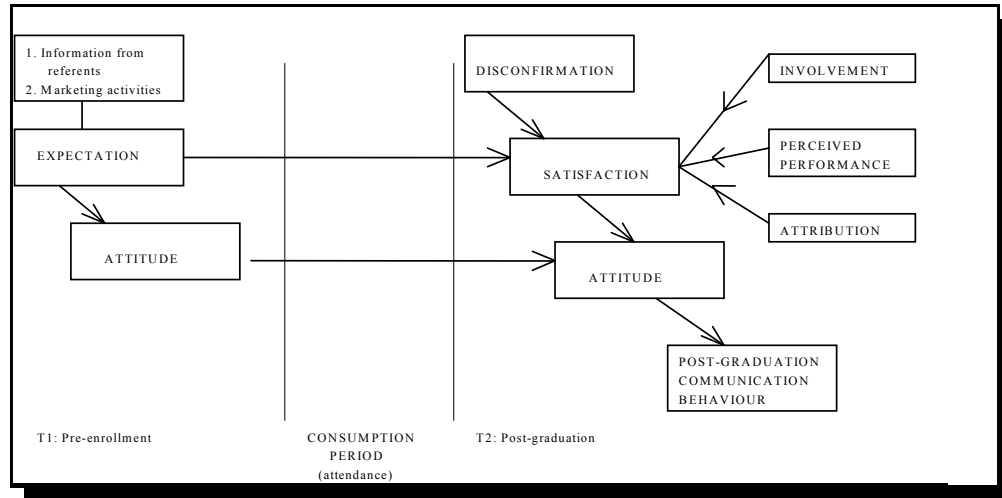 1. Information from
referents
2. Marketing activities
EXPECTATION
ATTITUDE
DISCONFIRMATION
SATISFACTION
ATTITUDE
INVOLVEMENT
PERCEIVED
PERFORMANCE
ATTRIBUTION
POST-GRADUATION
COMMUNICATION
BEHAVIOUR
T1: Pre-enrollment
CONSUMPTION
PERIOD
(attendance)
T2: Post-graduation